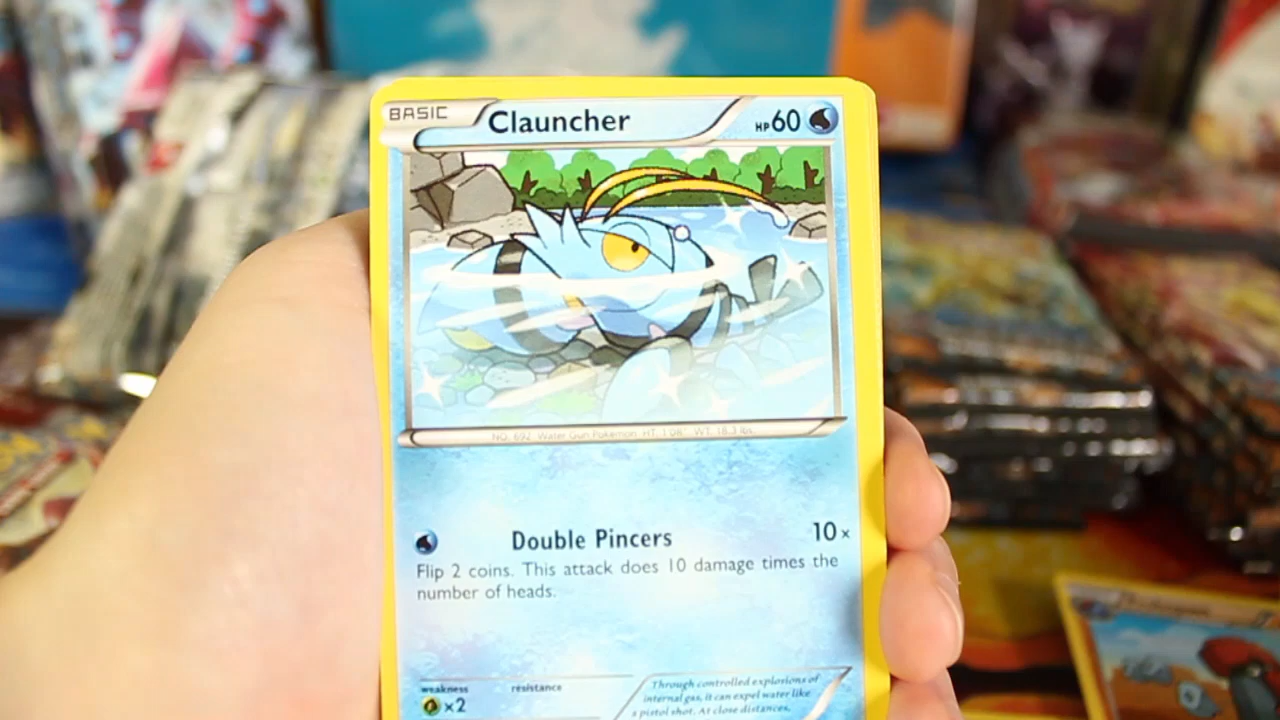 BASIC
Clauncher
HP60
NO. 692 Water Gun Pokémon HT: 1'08" WT: 18.3 lbs.
Double Pincers 10×
Flip 2 coins. This attack does 10 damage times the
number of heads.
weakness
resistance
×2
Through controlled explosions of
internal gas, it can expel water like
a pistol shot. At close distances,